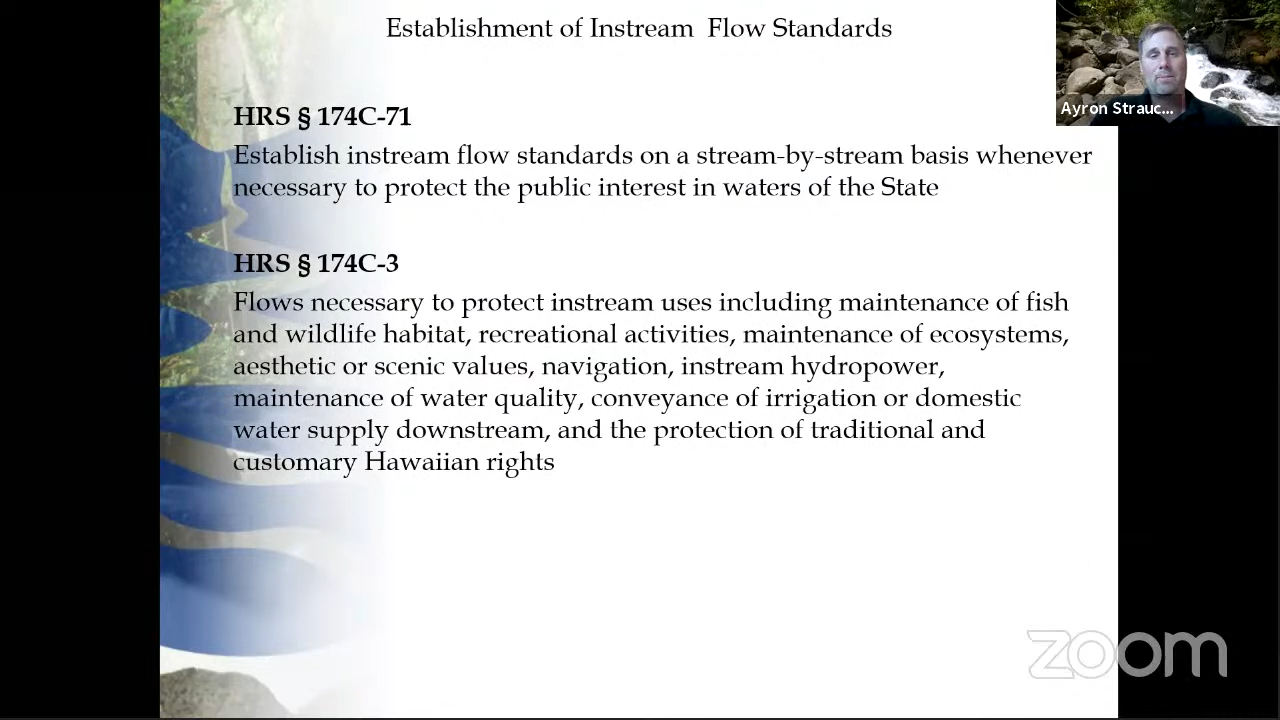 Establishment of Instream Flow Standards
Ayron Strauc...
HRS § 174C-71
Establish instream flow standards on a stream-by-stream basis whenever
necessary to protect the public interest in waters of the State
HRS § 174C-3
Flows necessary to protect instream uses including maintenance of fish
and wildlife habitat, recreational activities, maintenance of ecosystems,
aesthetic or scenic values, navigation, instream hydropower,
maintenance of water quality, conveyance of irrigation or domestic
water supply downstream, and the protection of traditional and
customary Hawaiian rights
zoom